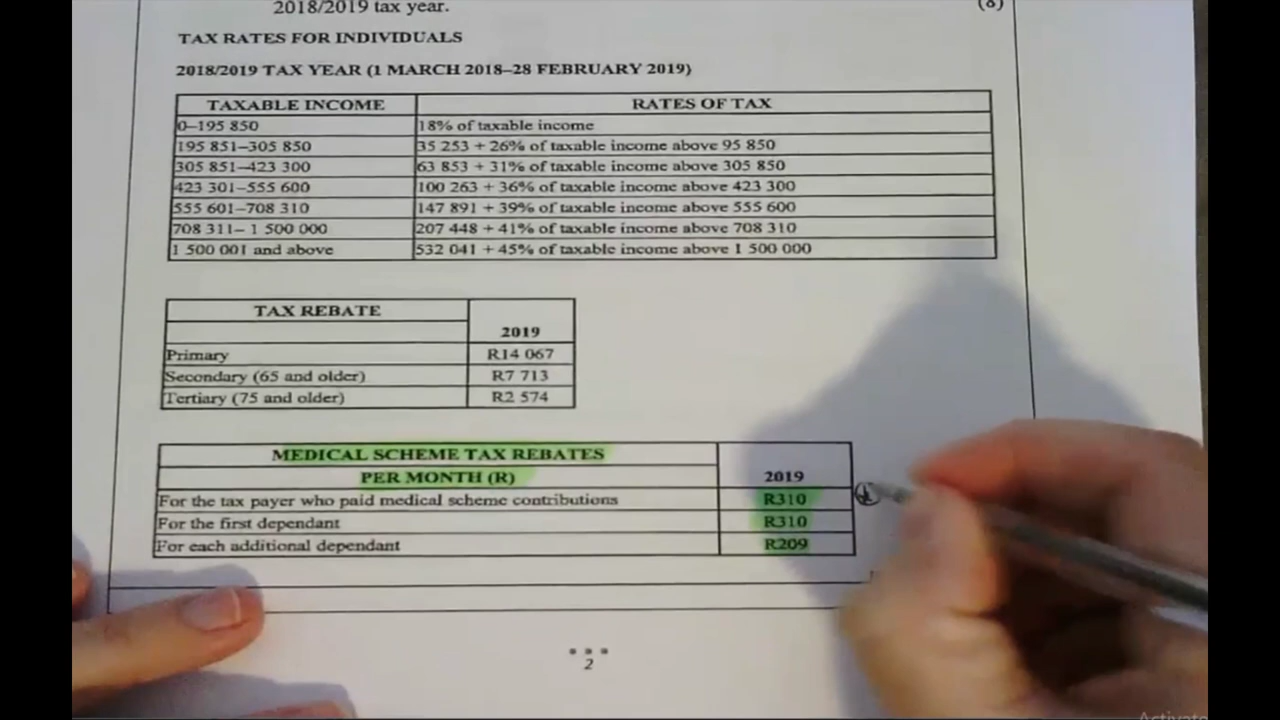 2018/2019 tax year. (8)
TAX RATES FOR INDIVIDUALS
2018/2019 TAX YEAR (1 MARCH 2018–28 FEBRUARY 2019)
TAXABLE INCOME RATES OF TAX
0–195 850 18% of taxable income
195 851–305 850 35 253 + 26% of taxable income above 95 850
305 851–423 300 63 853 + 31% of taxable income above 305 850
423 301–555 600 100 263 + 36% of taxable income above 423 300
555 601–708 310 147 891 + 39% of taxable income above 555 600
708 311– 1 500 000 207 448 + 41% of taxable income above 708 310
1 500 001 and above 532 041 + 45% of taxable income above 1 500 000
TAX REBATE
2019
Primary R14 067
Secondary (65 and older) R7 713
Tertiary (75 and older) R2 574
MEDICAL SCHEME TAX REBATES
PER MONTH (R) 2019
For the tax payer who paid medical scheme contributions R310
For the first dependant R310
For each additional dependant R209
2